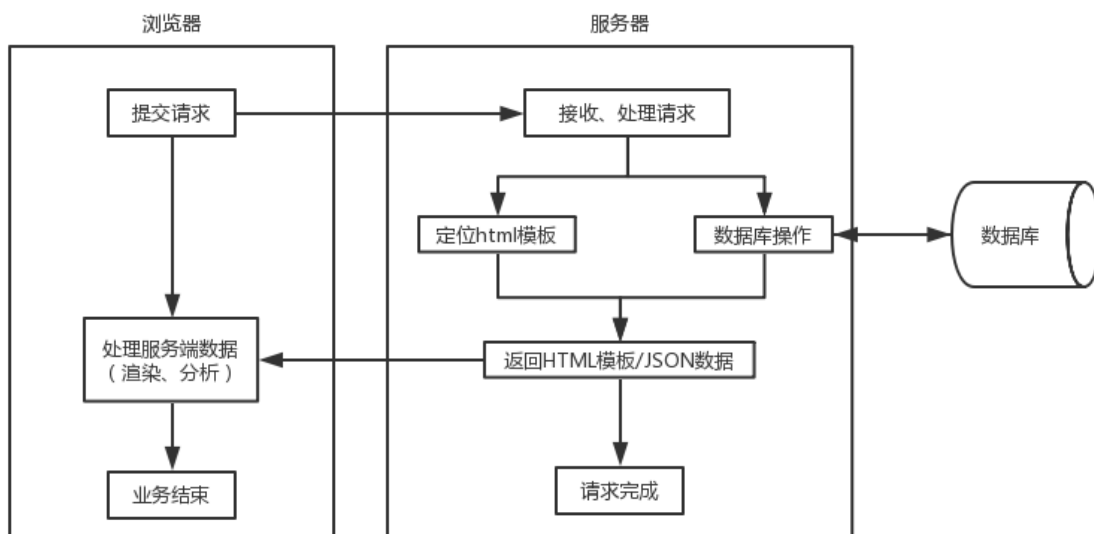 浏览器
服务器
提交请求
接收、处理请求
定位html模板
数据库操作
数据库
处理服务端数据
（渲染、分析）
返回HTML模板/JSON数据
业务结束
请求完成